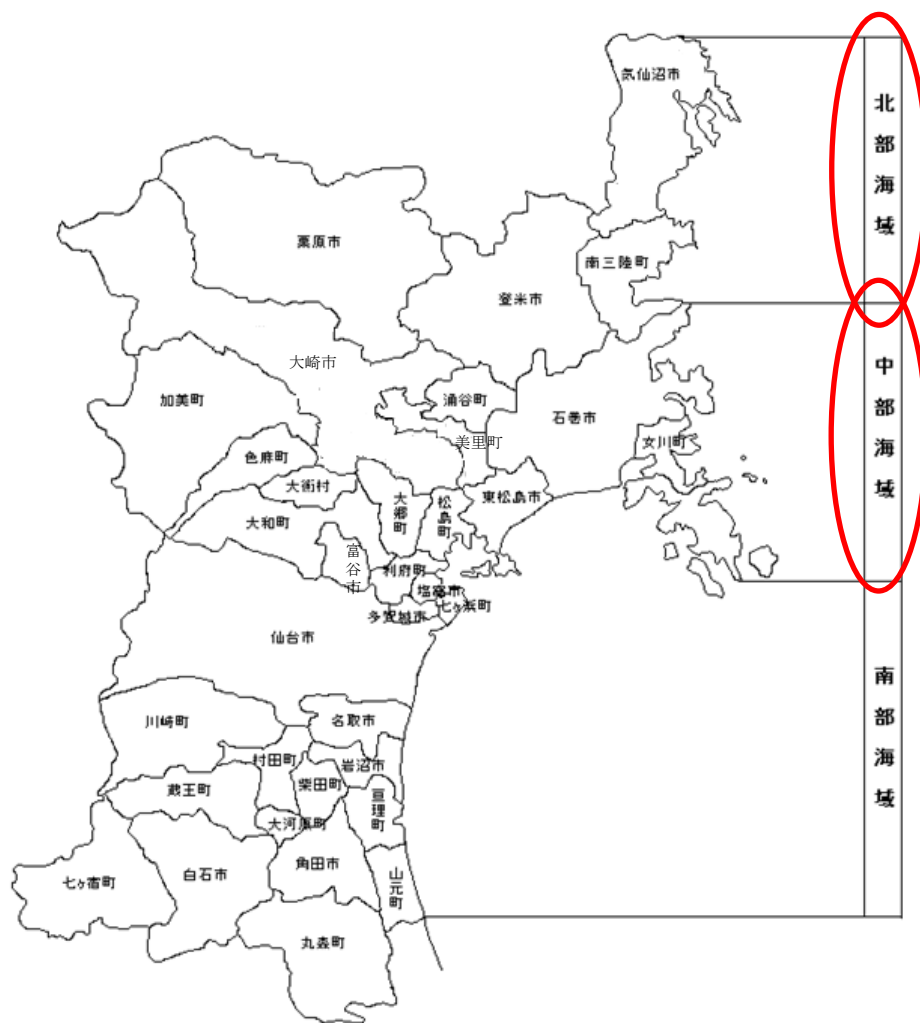 気仙沼市
北部海域
栗原市
南三陸町
登米市
大崎市
加美町
涌谷町
石巻市
中部海域
美里町
女川町
色麻町
大衡村
大郷町
松島町
東松島市
大和町
富谷市
利府町
塩竈市
七ヶ浜町
多賀城市
仙台市
南部海域
川崎町
名取市
村田町
岩沼市
柴田町
蔵王町
亘理町
大河原町
角田市
白石市
七ヶ宿町
山元町
丸森町